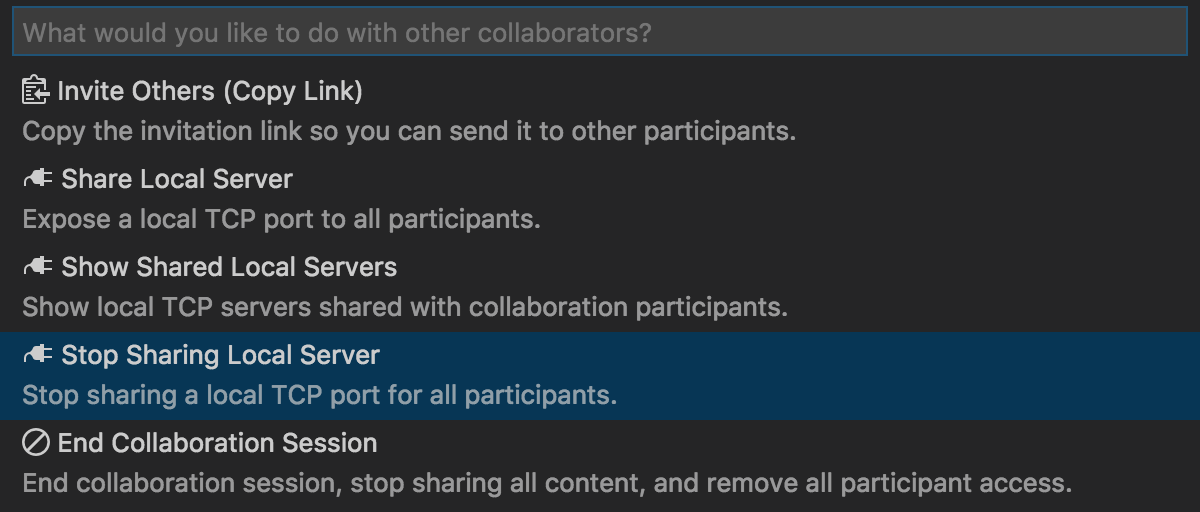 What would you like to do with other collaborators?
Invite Others (Copy Link)
Copy the invitation link so you can send it to other participants.
Share Local Server
Expose a local TCP port to all participants.
Show Shared Local Servers
Show local TCP servers shared with collaboration participants.
Stop Sharing Local Server
Stop sharing a local TCP port for all participants.
End Collaboration Session
End collaboration session, stop sharing all content, and remove all participant access.